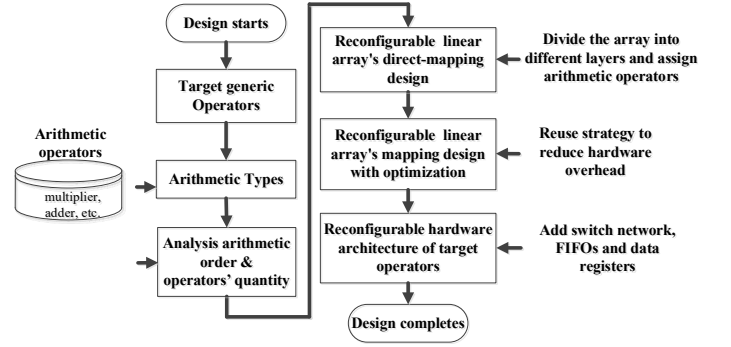 Design starts
Target generic
Operators
Arithmetic
operators
multiplier,
adder, etc.
Arithmetic Types
Analysis arithmetic
order &
operators' quantity
Reconfigurable linear
array's direct-mapping
design
Divide the array into
different layers and assign
arithmetic operators
Reconfigurable linear
array's mapping design
with optimization
Reuse strategy to
reduce hardware
overhead
Reconfigurable hardware
architecture of target
operators
Add switch network,
FIFOs and data
registers
Design completes